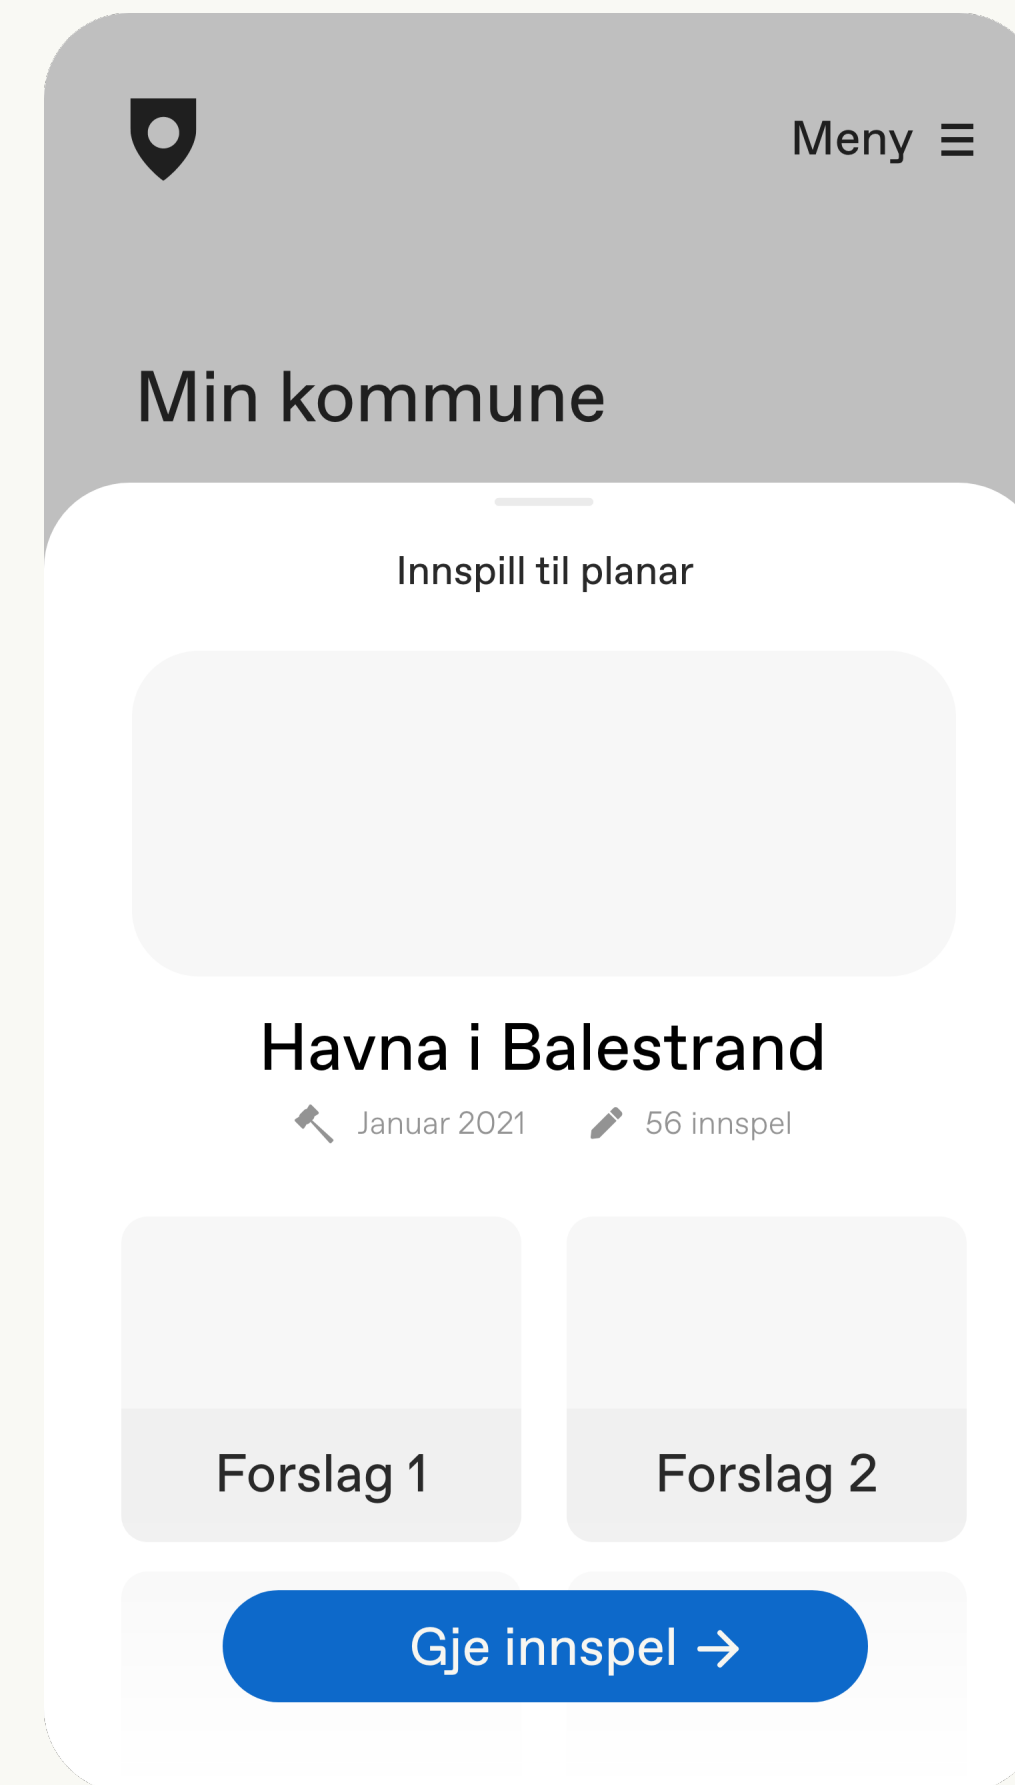 Meny
Min kommune
Innspill til planar
Havna i Balestrand
Januar 2021 56 innspel
Forslag 1 Forslag 2
Gje innspel →